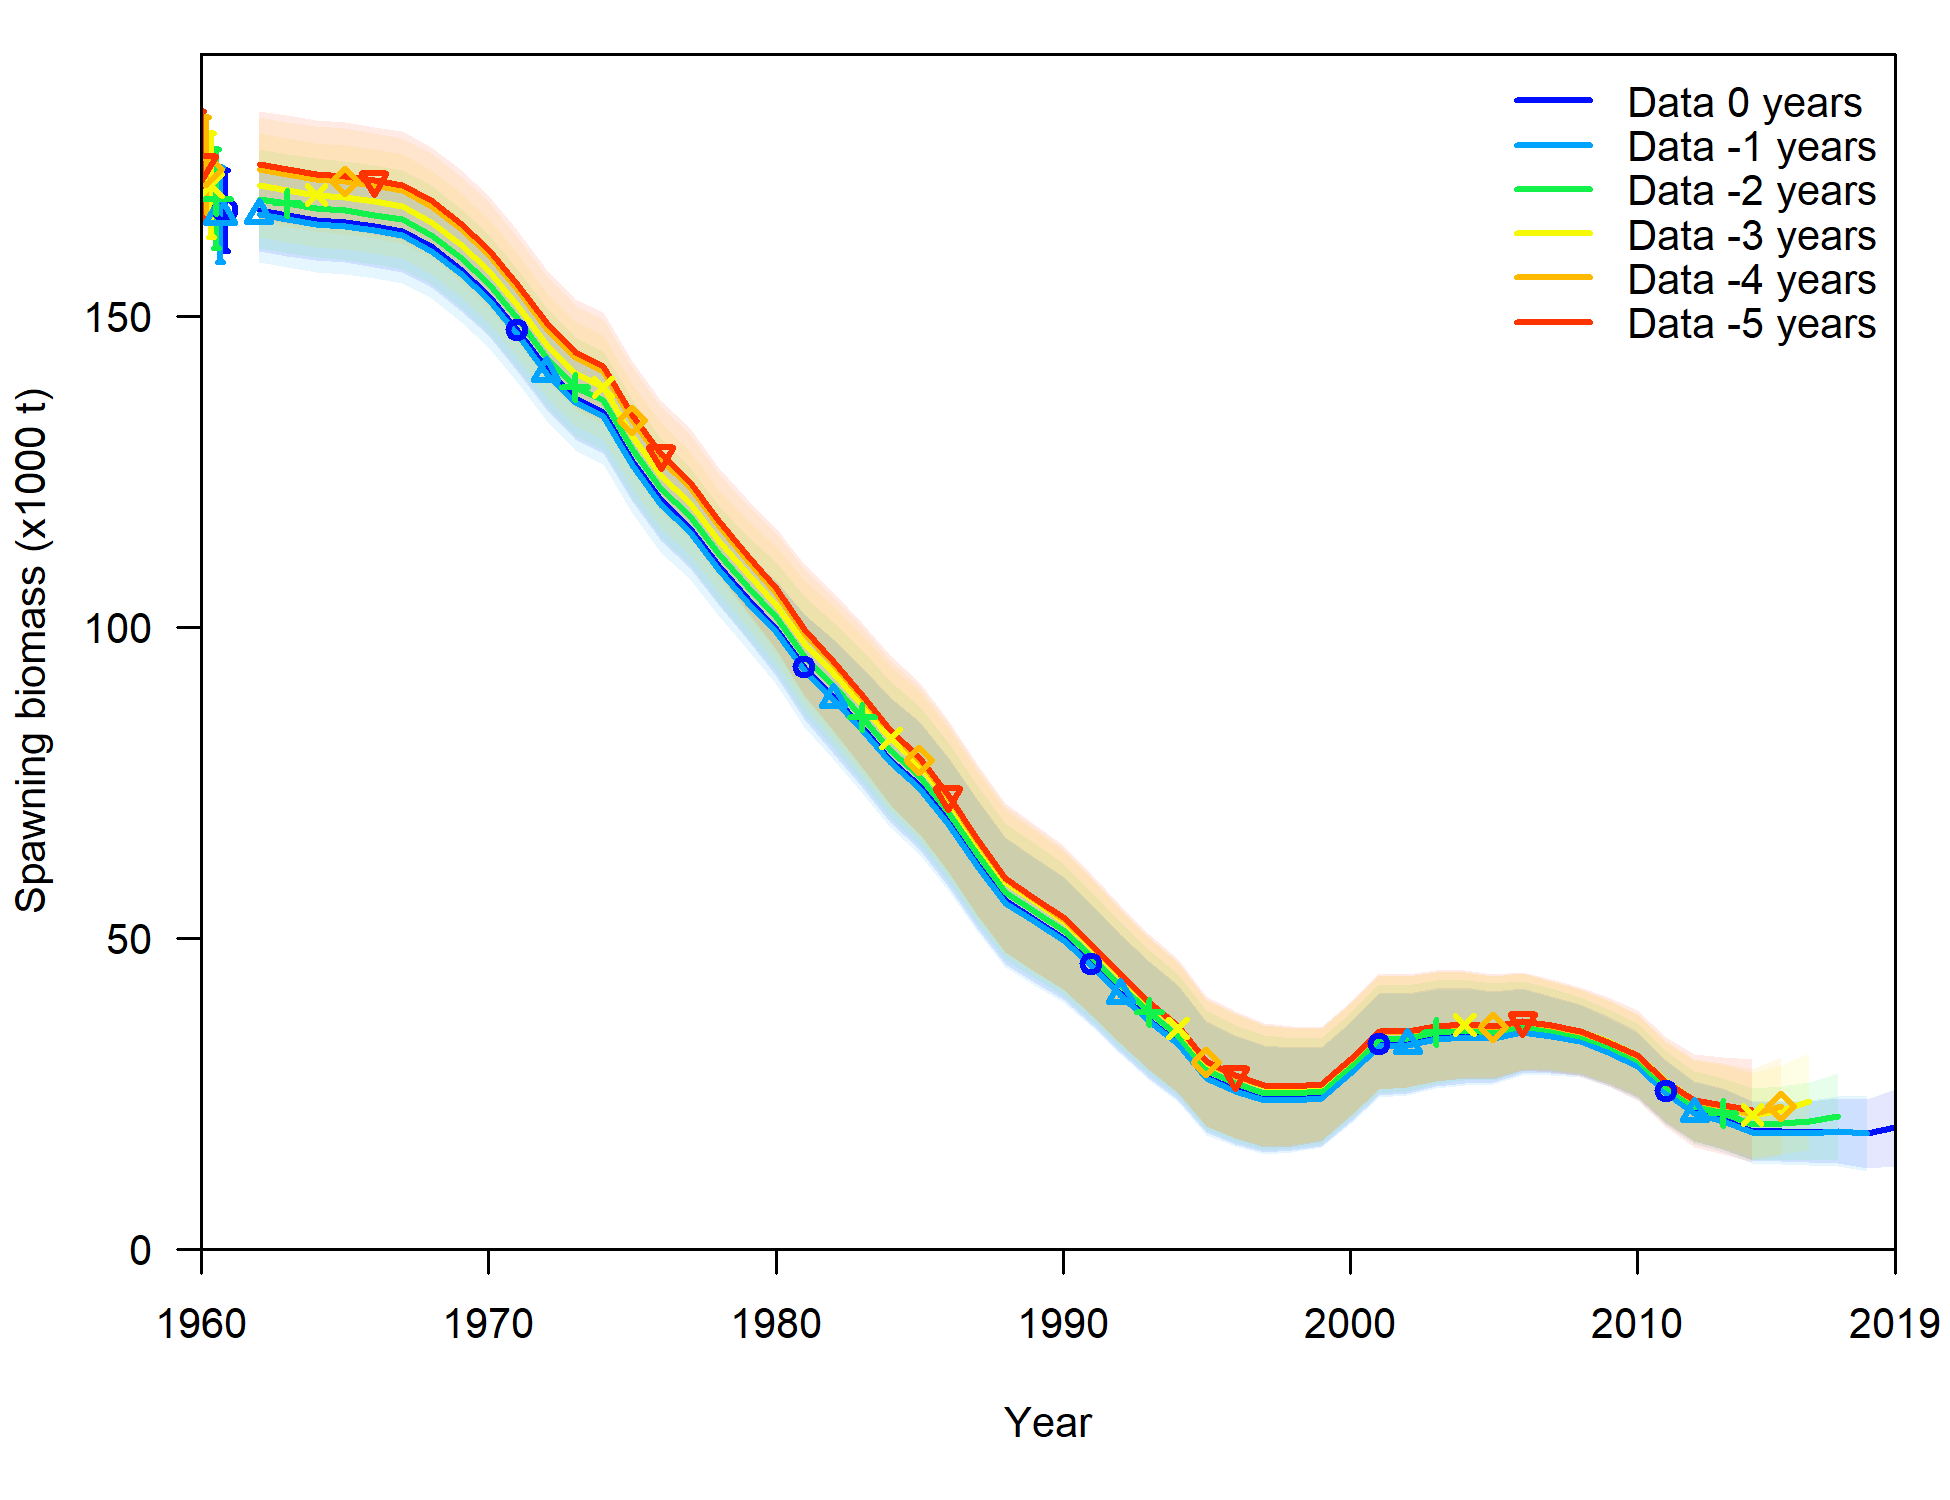 Data 0 years
Data -1 years
Data -2 years
Data -3 years
Data -4 years
Data -5 years
Spawning biomass (x1000 t)
150
100
50
0
1960 1970 1980 1990 2000 2010 2019
Year